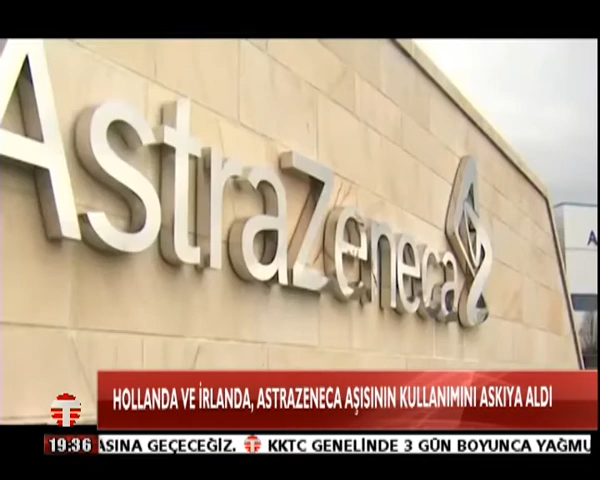 AstraZeneca
HOLLANDA VE İRLANDA, ASTRAZENECA AŞISININ KULLANIMINI ASKIYA ALDI
19:36 ASINA GEÇECEĞİZ. KKTC GENELİNDE 3 GÜN BOYUNCA YAĞMU